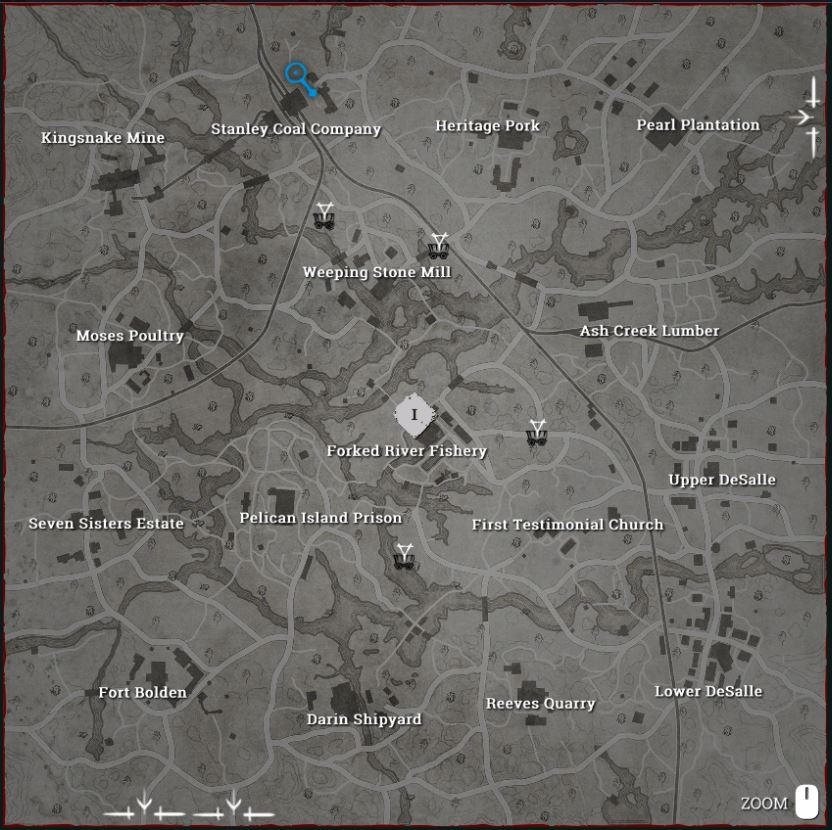 Stanley Coal Company
Heritage Pork
Pearl Plantation
Kingsnake Mine
Weeping Stone Mill
Moses Poultry
Ash Creek Lumber
I
Forked River Fishery
Upper DeSalle
Seven Sisters Estate
Pelican Island Prison
First Testimonial Church
Fort Bolden
Darin Shipyard
Reeves Quarry
Lower DeSalle
ZOOM